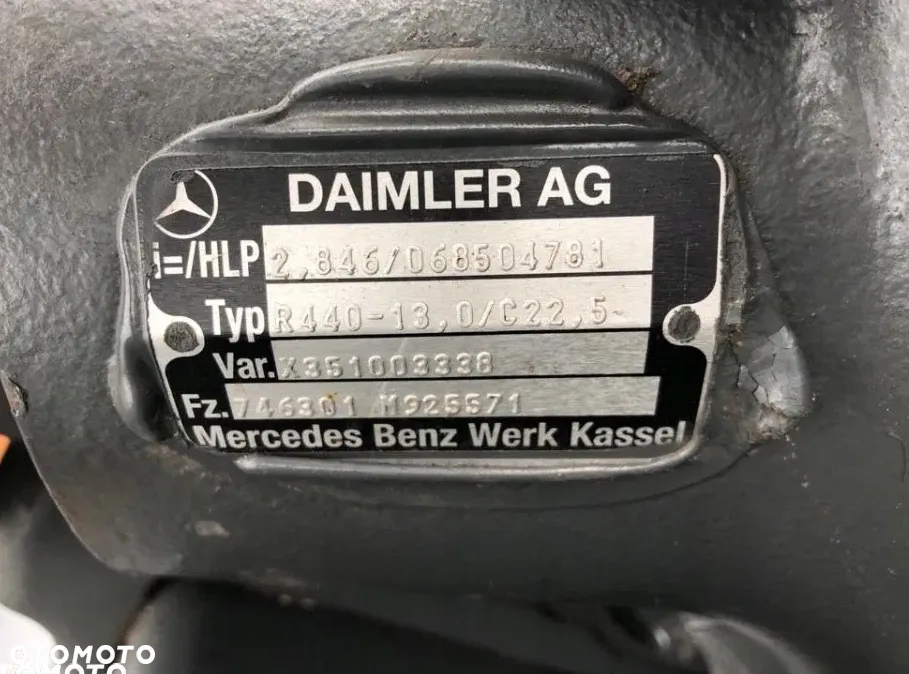 DAIMLER AG
i=/HLP 2,846/068504781
Typ R440-13,0/C22,5-
Var. X351003338
Fz. 746301 M925571
Mercedes Benz Werk Kassel
OTOMOTO
OTOMOTO